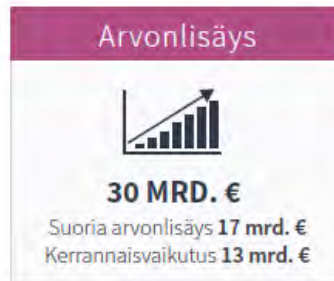 Arvonlisäys
30 MRD. €
Suoria arvonlisäys 17 mrd. €
Kerrannaisvaikutus 13 mrd. €